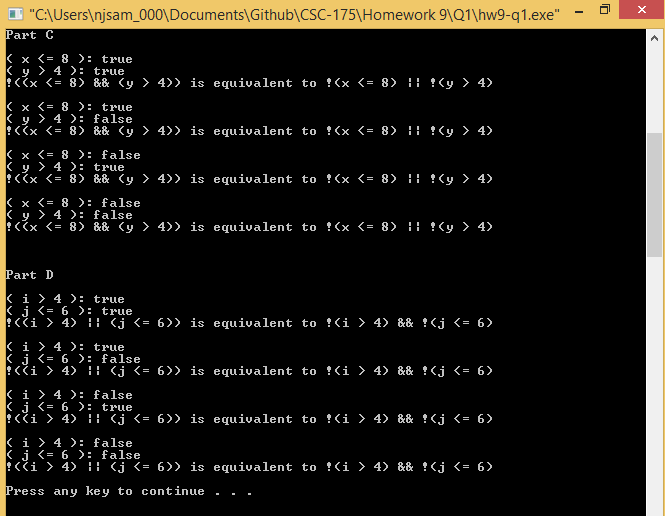 "C:\Users\njsam_000\Documents\Github\CSC-175\Homework 9\Q1\hw9-q1.exe"
Part C
( x <= 8 ): true
( y > 4 ): true
!((x <= 8) && (y > 4)) is equivalent to !(x <= 8) || !(y > 4)
( x <= 8 ): true
( y > 4 ): false
!((x <= 8) && (y > 4)) is equivalent to !(x <= 8) || !(y > 4)
( x <= 8 ): false
( y > 4 ): true
!((x <= 8) && (y > 4)) is equivalent to !(x <= 8) || !(y > 4)
( x <= 8 ): false
( y > 4 ): false
!((x <= 8) && (y > 4)) is equivalent to !(x <= 8) || !(y > 4)
Part D
( i > 4 ): true
( j <= 6 ): true
!((i > 4) || (j <= 6)) is equivalent to !(i > 4) && !(j <= 6)
( i > 4 ): true
( j <= 6 ): false
!((i > 4) || (j <= 6)) is equivalent to !(i > 4) && !(j <= 6)
( i > 4 ): false
( j <= 6 ): true
!((i > 4) || (j <= 6)) is equivalent to !(i > 4) && !(j <= 6)
( i > 4 ): false
( j <= 6 ): false
!((i > 4) || (j <= 6)) is equivalent to !(i > 4) && !(j <= 6)
Press any key to continue . . .